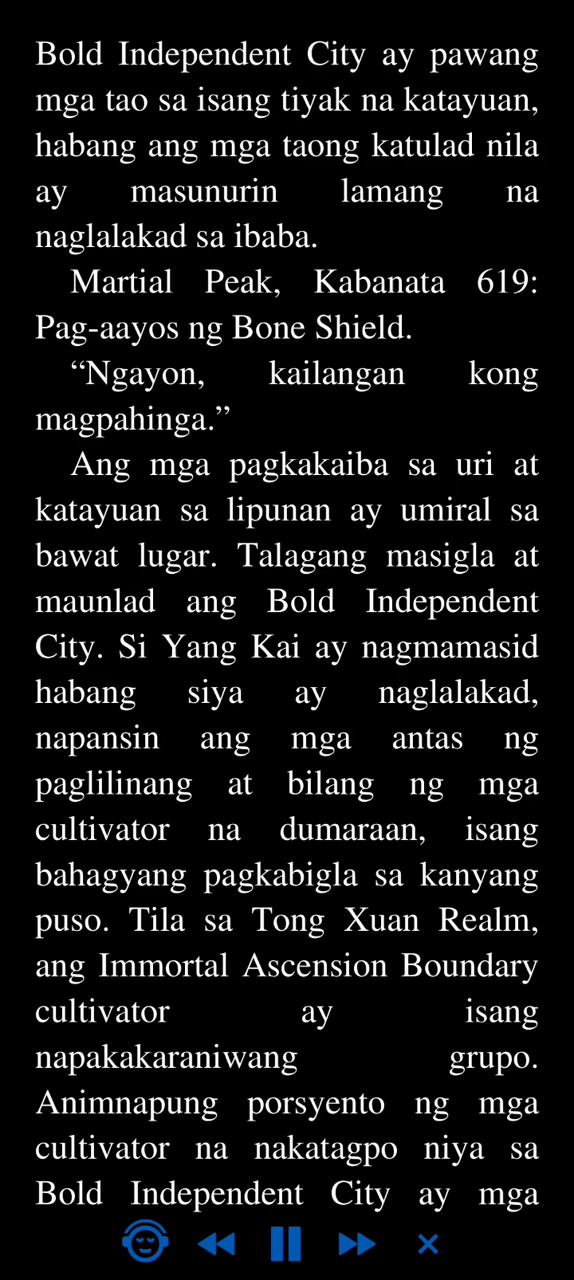 Bold Independent City ay pawang
mga tao sa isang tiyak na katayuan,
habang ang mga taong katulad nila
ay masunurin lamang na
naglalakad sa ibaba.
Martial Peak, Kabanata 619:
Pag-aayos ng Bone Shield.
“Ngayon, kailangan kong
magpahinga.”
Ang mga pagkakaiba sa uri at
katayuan sa lipunan ay umiral sa
bawat lugar. Talagang masigla at
maunlad ang Bold Independent
City. Si Yang Kai ay nagmamasid
habang siya ay naglalakad,
napansin ang mga antas ng
paglilinang at bilang ng mga
cultivator na dumaraan, isang
bahagyang pagkabigla sa kanyang
puso. Tila sa Tong Xuan Realm,
ang Immortal Ascension Boundary
cultivator ay isang
napakakaraniwang grupo.
Animnapung porsyento ng mga
cultivator na nakatagpo niya sa
Bold Independent City ay mga